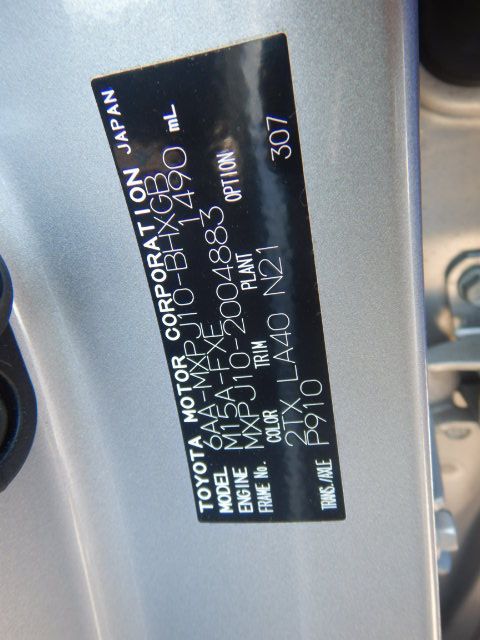 TOYOTA MOTOR CORPORATION JAPAN
MODEL 6AA-MXPJ10-BHXGB
ENGINE M15A-FXE 1490 mL
FRAME No. MXPJ10-2004883
COLOR TRIM PLANT OPTION
2TX LA40 N21 307
TRANS./AXLE P910